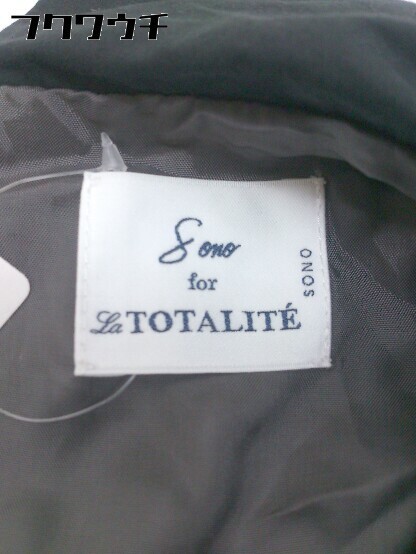 フクワウチ
Sono
for
La TOTALITÉ
SONO